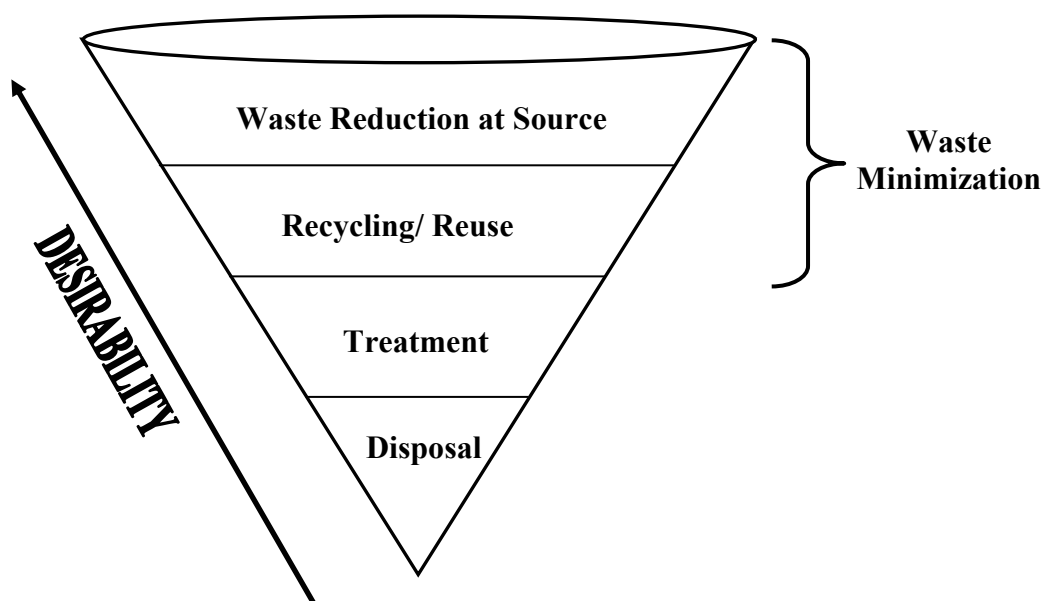 Waste Reduction at Source
Waste
Minimization
Recycling/ Reuse
DESIRABILITY
Treatment
Disposal